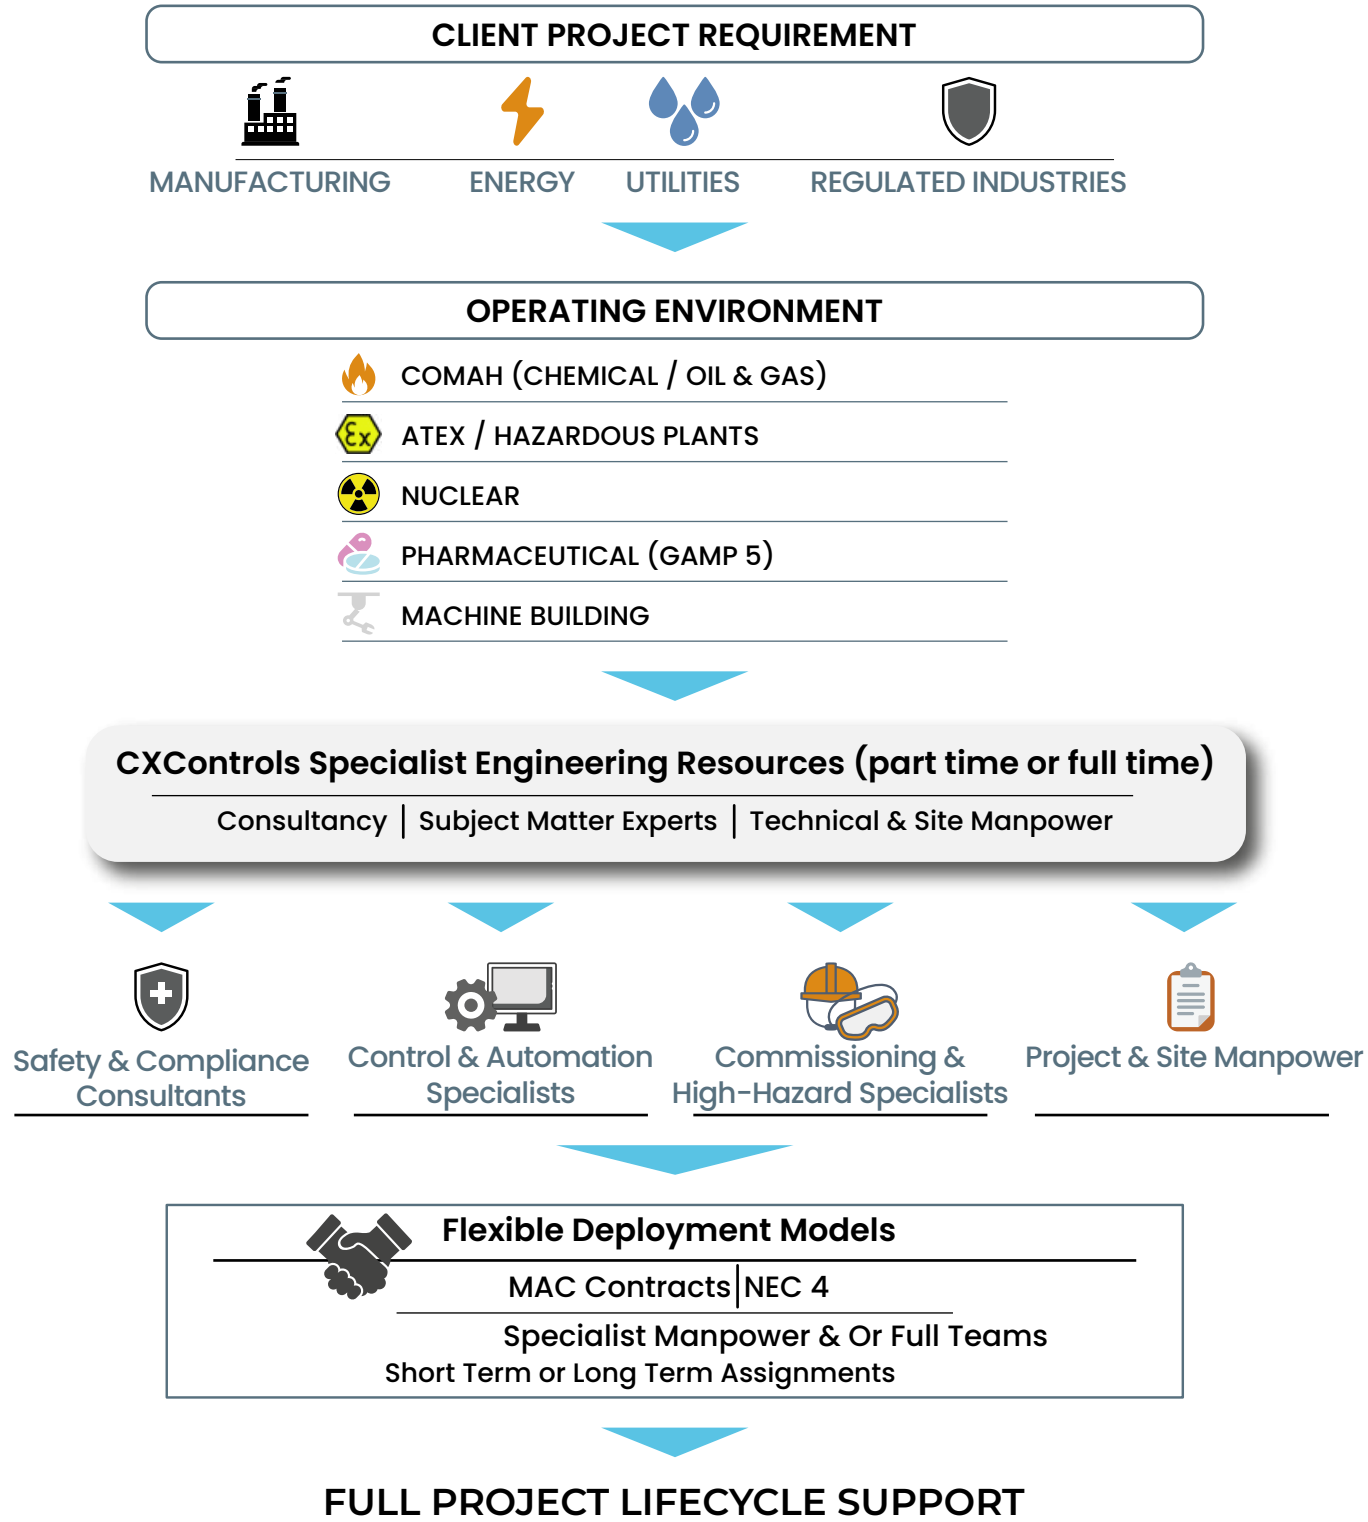 CLIENT PROJECT REQUIREMENT
MANUFACTURING ENERGY UTILITIES REGULATED INDUSTRIES
OPERATING ENVIRONMENT
COMAH (CHEMICAL / OIL & GAS)
Ex ATEX / HAZARDOUS PLANTS
NUCLEAR
PHARMACEUTICAL (GAMP 5)
MACHINE BUILDING
CXControls Specialist Engineering Resources (part time or full time)
Consultancy | Subject Matter Experts | Technical & Site Manpower
Safety & Compliance
Consultants
Control & Automation
Specialists
Commissioning &
High-Hazard Specialists
Project & Site Manpower
Flexible Deployment Models
MAC Contracts | NEC 4
Specialist Manpower & Or Full Teams
Short Term or Long Term Assignments
FULL PROJECT LIFECYCLE SUPPORT